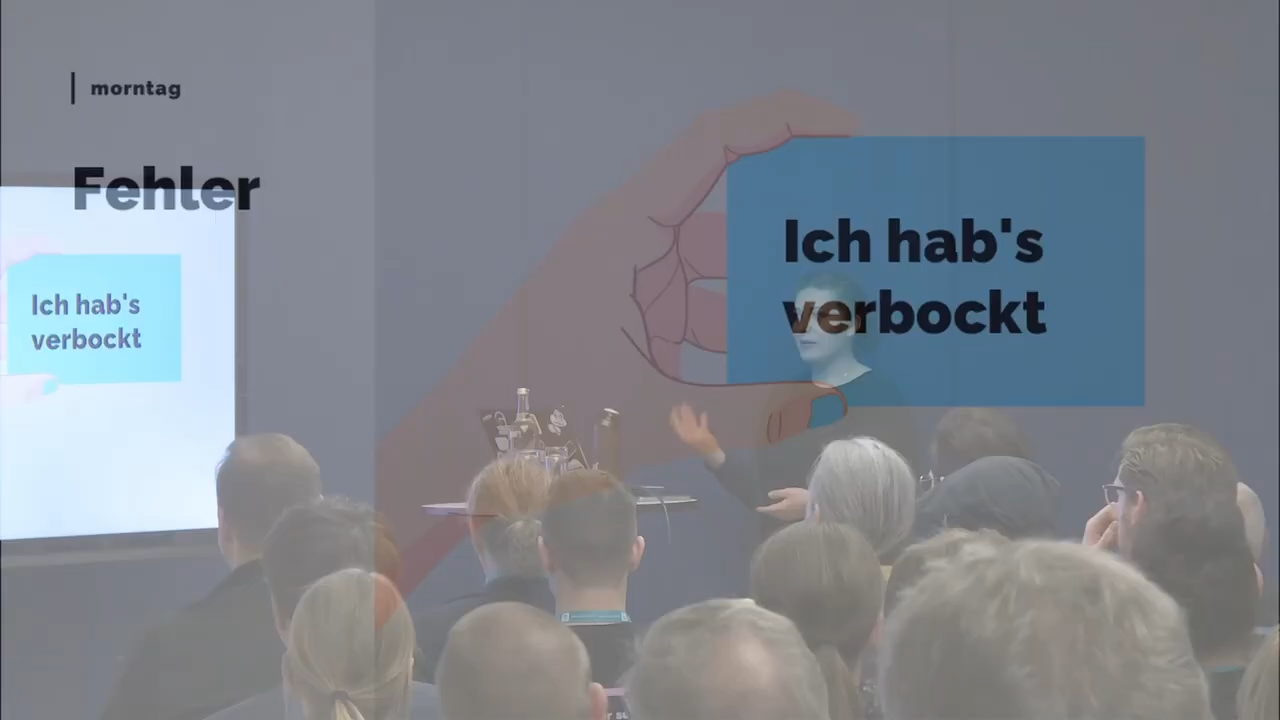 morntag
Fehler
Ich hab's
verbockt
Ich hab's
verbockt